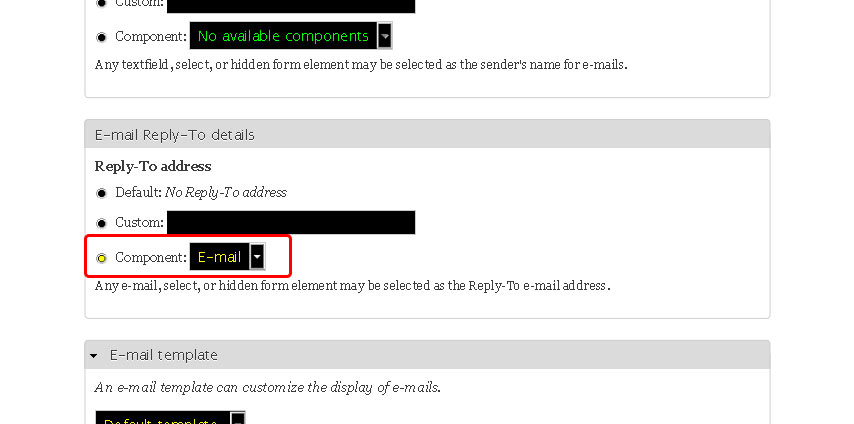 Custom:
Component: No available components
Any textfield, select, or hidden form element may be selected as the sender's name for e-mails.
E-mail Reply-To details
Reply-To address
Default: No Reply-To address
Custom:
Component: E-mail
Any e-mail, select, or hidden form element may be selected as the Reply-To e-mail address.
E-mail template
An e-mail template can customize the display of e-mails.
Default template